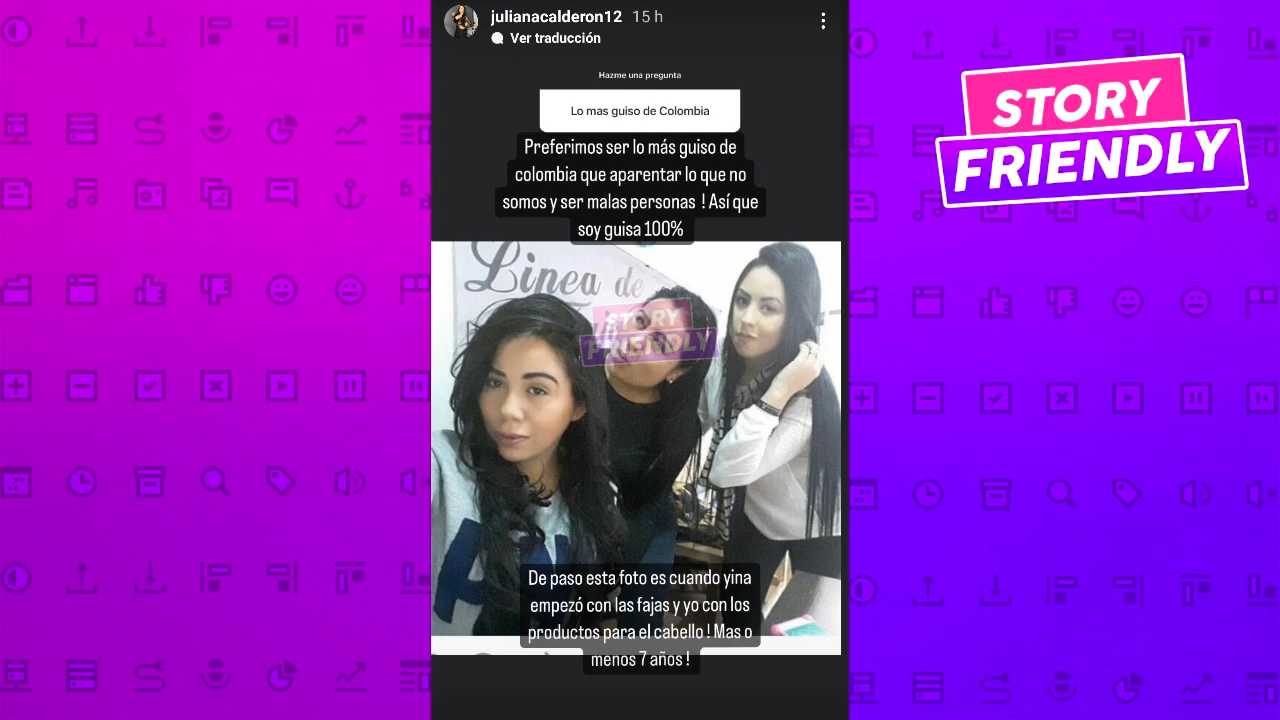 julianacalderon12 15 h
Ver traducción
Hazme una pregunta
Lo mas guiso de Colombia
Preferimos ser lo más guiso de
colombia que aparentar lo que no
somos y ser malas personas ! Así que
soy guisa 100%
STORY
FRIENDLY
Linea de
STORY
FRIENDLY
De paso esta foto es cuando yina
empezó con las fajas y yo con los
productos para el cabello ! Mas o
menos 7 años !